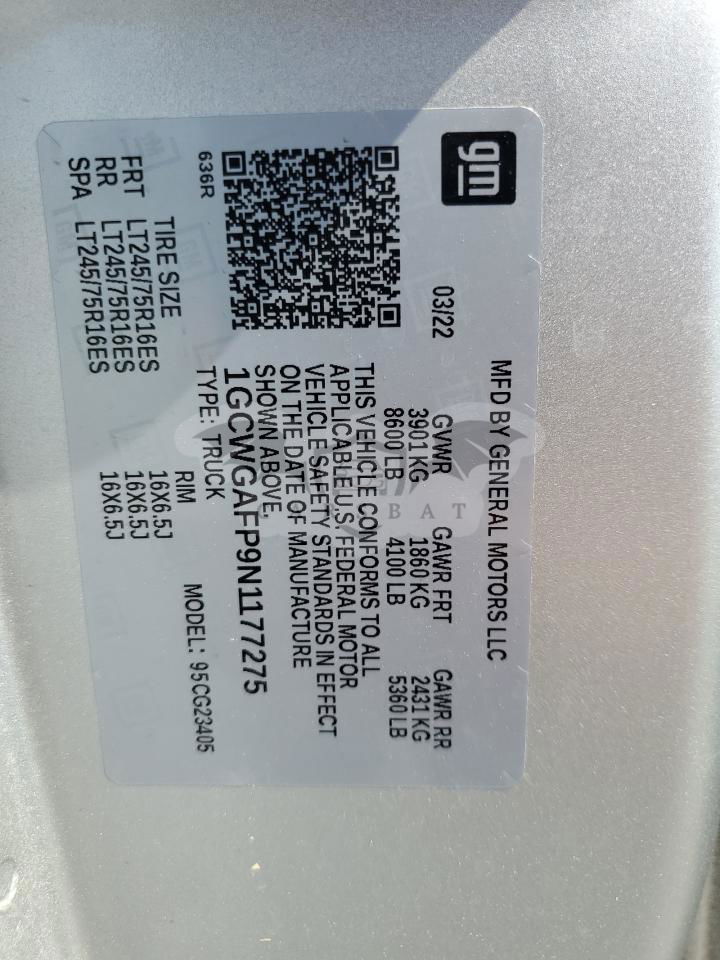 gm
MFD BY GENERAL MOTORS LLC
03/22 GVWR GAWR FRT GAWR RR
3901 KG 1860 KG 2431 KG
8600 LB 4100 LB 5360 LB
THIS VEHICLE CONFORMS TO ALL
APPLICABLE U.S. FEDERAL MOTOR
VEHICLE SAFETY STANDARDS IN EFFECT
ON THE DATE OF MANUFACTURE
SHOWN ABOVE.
1GCWGAFP9N1177275
636R TYPE: TRUCK MODEL: 95CG23405
TIRE SIZE RIM
FRT LT245/75R16ES 16X6.5J
RR LT245/75R16ES 16X6.5J
SPA LT245/75R16ES 16X6.5J